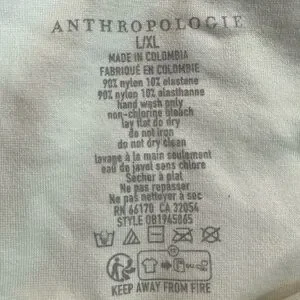 ANTHROPOLOGIE
L/XL
MADE IN COLOMBIA
FABRIQUÉ EN COLOMBIE
90% nylon 10% elastane
90% nylon 10% elasthanne
hand wash only
non-chlorine bleach
lay flat to dry
do not iron
do not dry clean
lavage à la main seulement
eau de javel sans chlore
Sécher à plat
Ne pas repasser
Ne pas nettoyer à sec
RN 66170 CA 32054
STYLE OB1945865
KEEP AWAY FROM FIRE